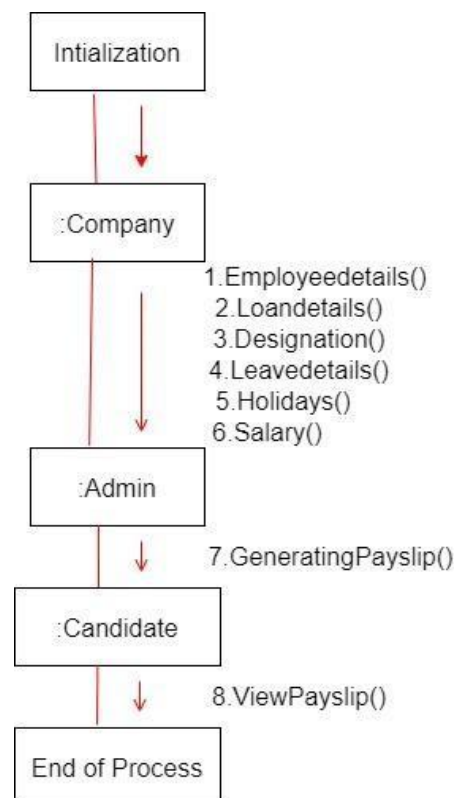 Intialization
:Company
1.Employeedetails()
2.Loandetails()
3.Designation()
4.Leavedetails()
5.Holidays()
6.Salary()
:Admin
7.GeneratingPayslip()
:Candidate
8.ViewPayslip()
End of Process